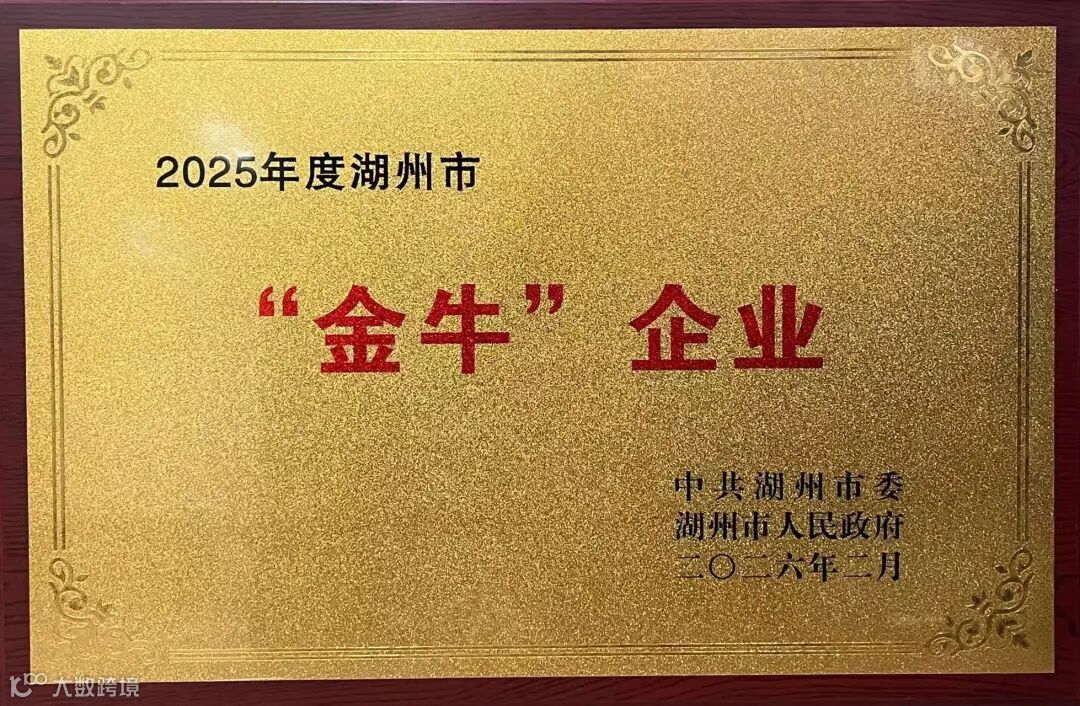 2025年度湖州市
“金牛”企业
中共湖州市委
湖州市人民政府
二〇二六年二月
大数跨境